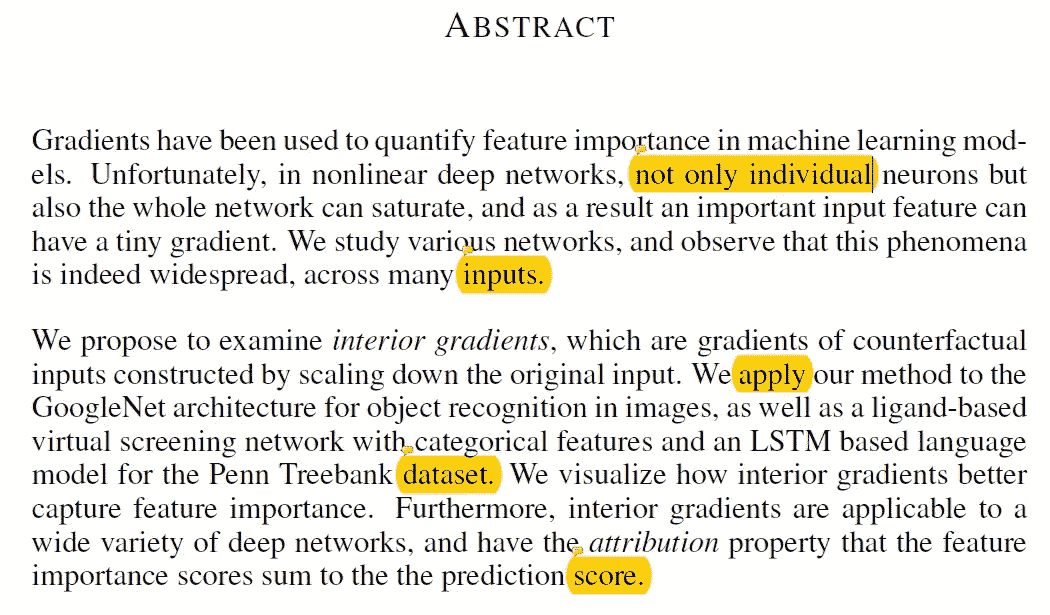 ABSTRACT
Gradients have been used to quantify feature importance in machine learning mod-
els. Unfortunately, in nonlinear deep networks, not only individual neurons but
also the whole network can saturate, and as a result an important input feature can
have a tiny gradient. We study various networks, and observe that this phenomena
is indeed widespread, across many inputs.
We propose to examine interior gradients, which are gradients of counterfactual
inputs constructed by scaling down the original input. We apply our method to the
GoogleNet architecture for object recognition in images, as well as a ligand-based
virtual screening network with categorical features and an LSTM based language
model for the Penn Treebank dataset. We visualize how interior gradients better
capture feature importance. Furthermore, interior gradients are applicable to a
wide variety of deep networks, and have the attribution property that the feature
importance scores sum to the the prediction score.